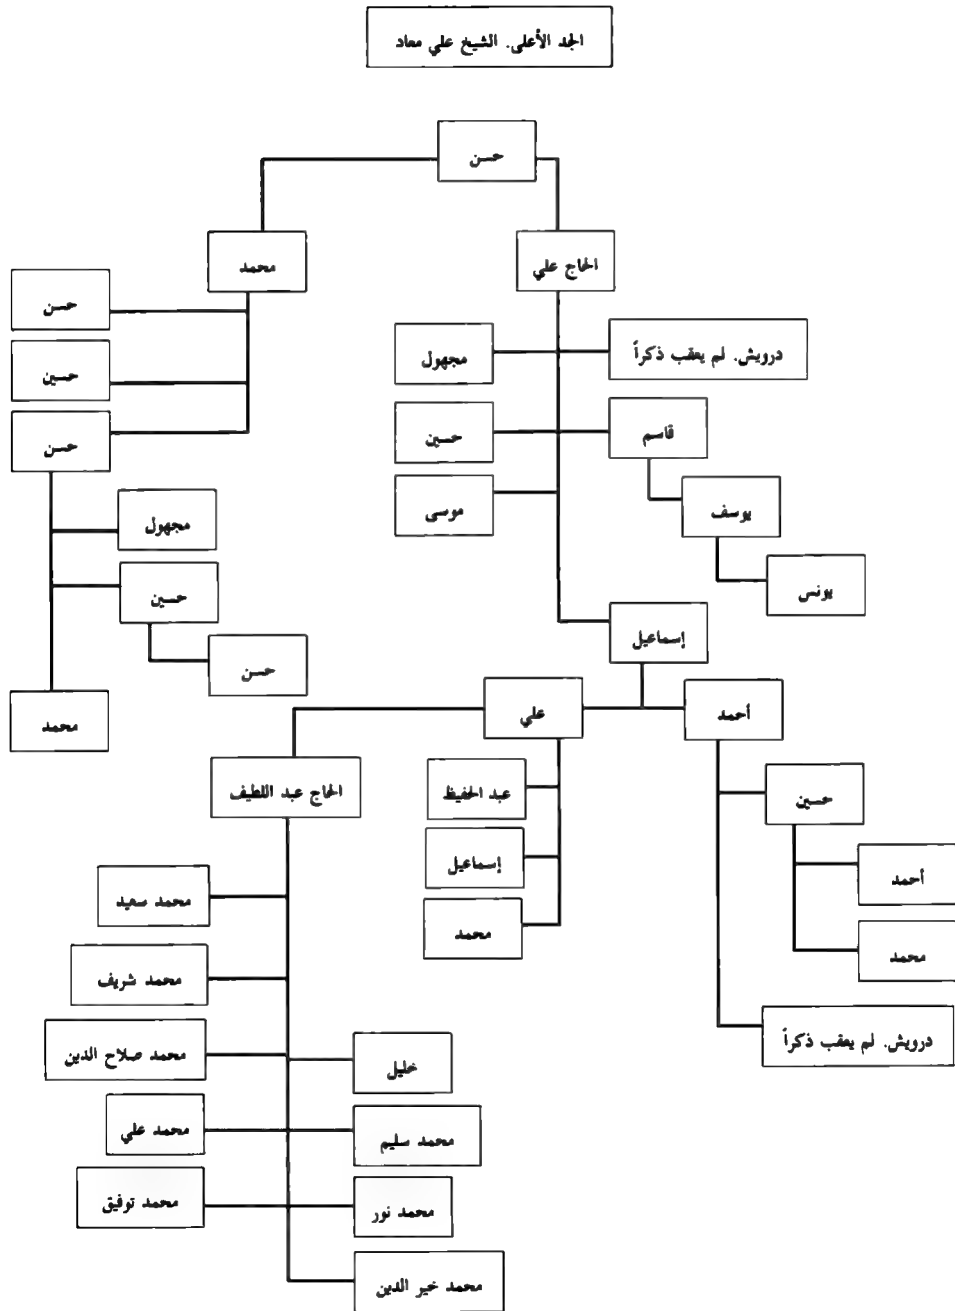 الجد الأعلى. الشيخ علي معاد
حسن
الحاج علي
محمد
حسن
حسين
حسن
درويش. لم يعقب ذكراً
مجهول
قاسم
حسين
موسى
يوسف
يونس
مجهول
حسين
حسن
محمد
إسماعيل
أحمد
علي
الحاج عبد اللطيف
حسين
أحمد
محمد
درويش. لم يعقب ذكراً
عبد الحفيظ
إسماعيل
محمد
محمد سعيد
محمد شريف
محمد صلاح الدين
خليل
محمد علي
محمد سليم
محمد توفيق
محمد نور
محمد خير الدين